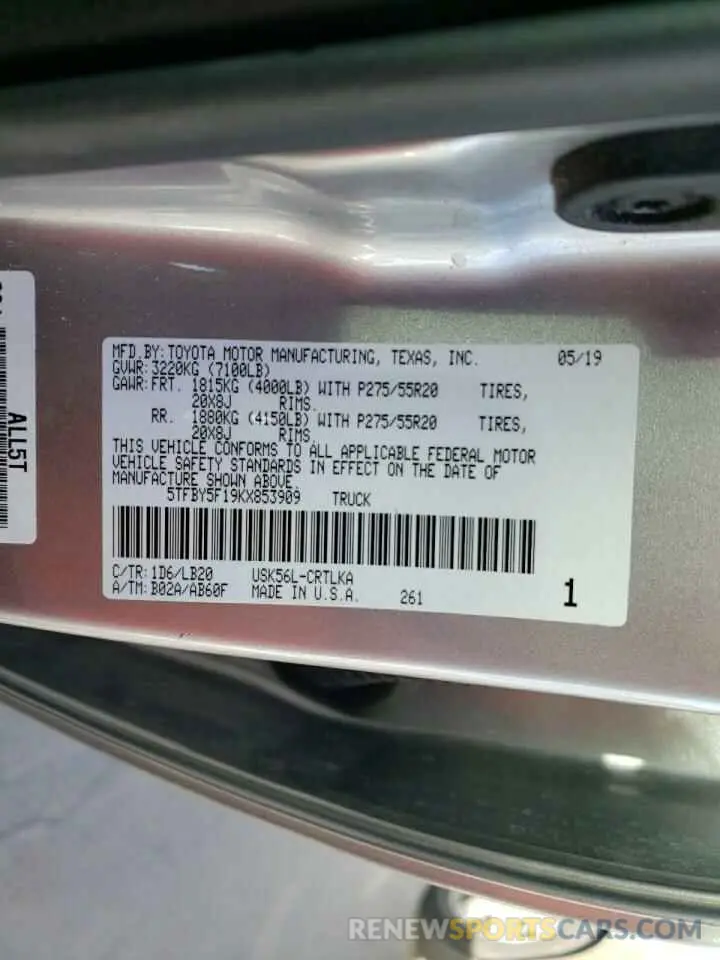 ALL5T
MFD.BY:TOYOTA MOTOR MANUFACTURING, TEXAS, INC. 05/19
GVWR:3220KG (7100LB)
GAWR:FRT. 1815KG (4000LB) WITH P275/55R20 TIRES,
20X8J RIMS.
RR. 1880KG (4150LB) WITH P275/55R20 TIRES,
20X8J RIMS.
THIS VEHICLE CONFORMS TO ALL APPLICABLE FEDERAL MOTOR
VEHICLE SAFETY STANDARDS IN EFFECT ON THE DATE OF
MANUFACTURE SHOWN ABOVE.
5TFBY5F19KX853909 TRUCK
C/TR:1D6/LB20 USK56L-CRTLKA
A/TM:B02A/AB60F MADE IN U.S.A. 261 1
RENEWSPORTSCARS.COM